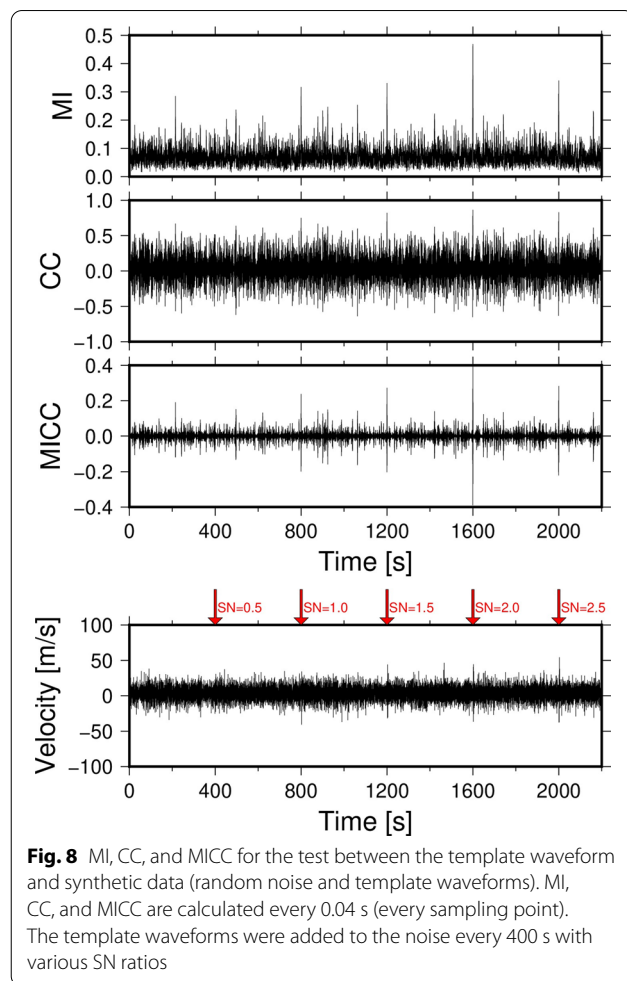 0.5
0.4
0.3
0.2
0.1
0.0
MI
1.0
0.5
0.0
−0.5
−1.0
CC
0.4
0.2
0.0
−0.2
−0.4
MICC
0 400 800 1200 1600 2000
Time [s]
SN=0.5 SN=1.0 SN=1.5 SN=2.0 SN=2.5
100
50
0
−50
−100
Velocity [m/s]
0 400 800 1200 1600 2000
Time [s]
Fig. 8 MI, CC, and MICC for the test between the template waveform
and synthetic data (random noise and template waveforms). MI,
CC, and MICC are calculated every 0.04 s (every sampling point).
The template waveforms were added to the noise every 400 s with
various SN ratios